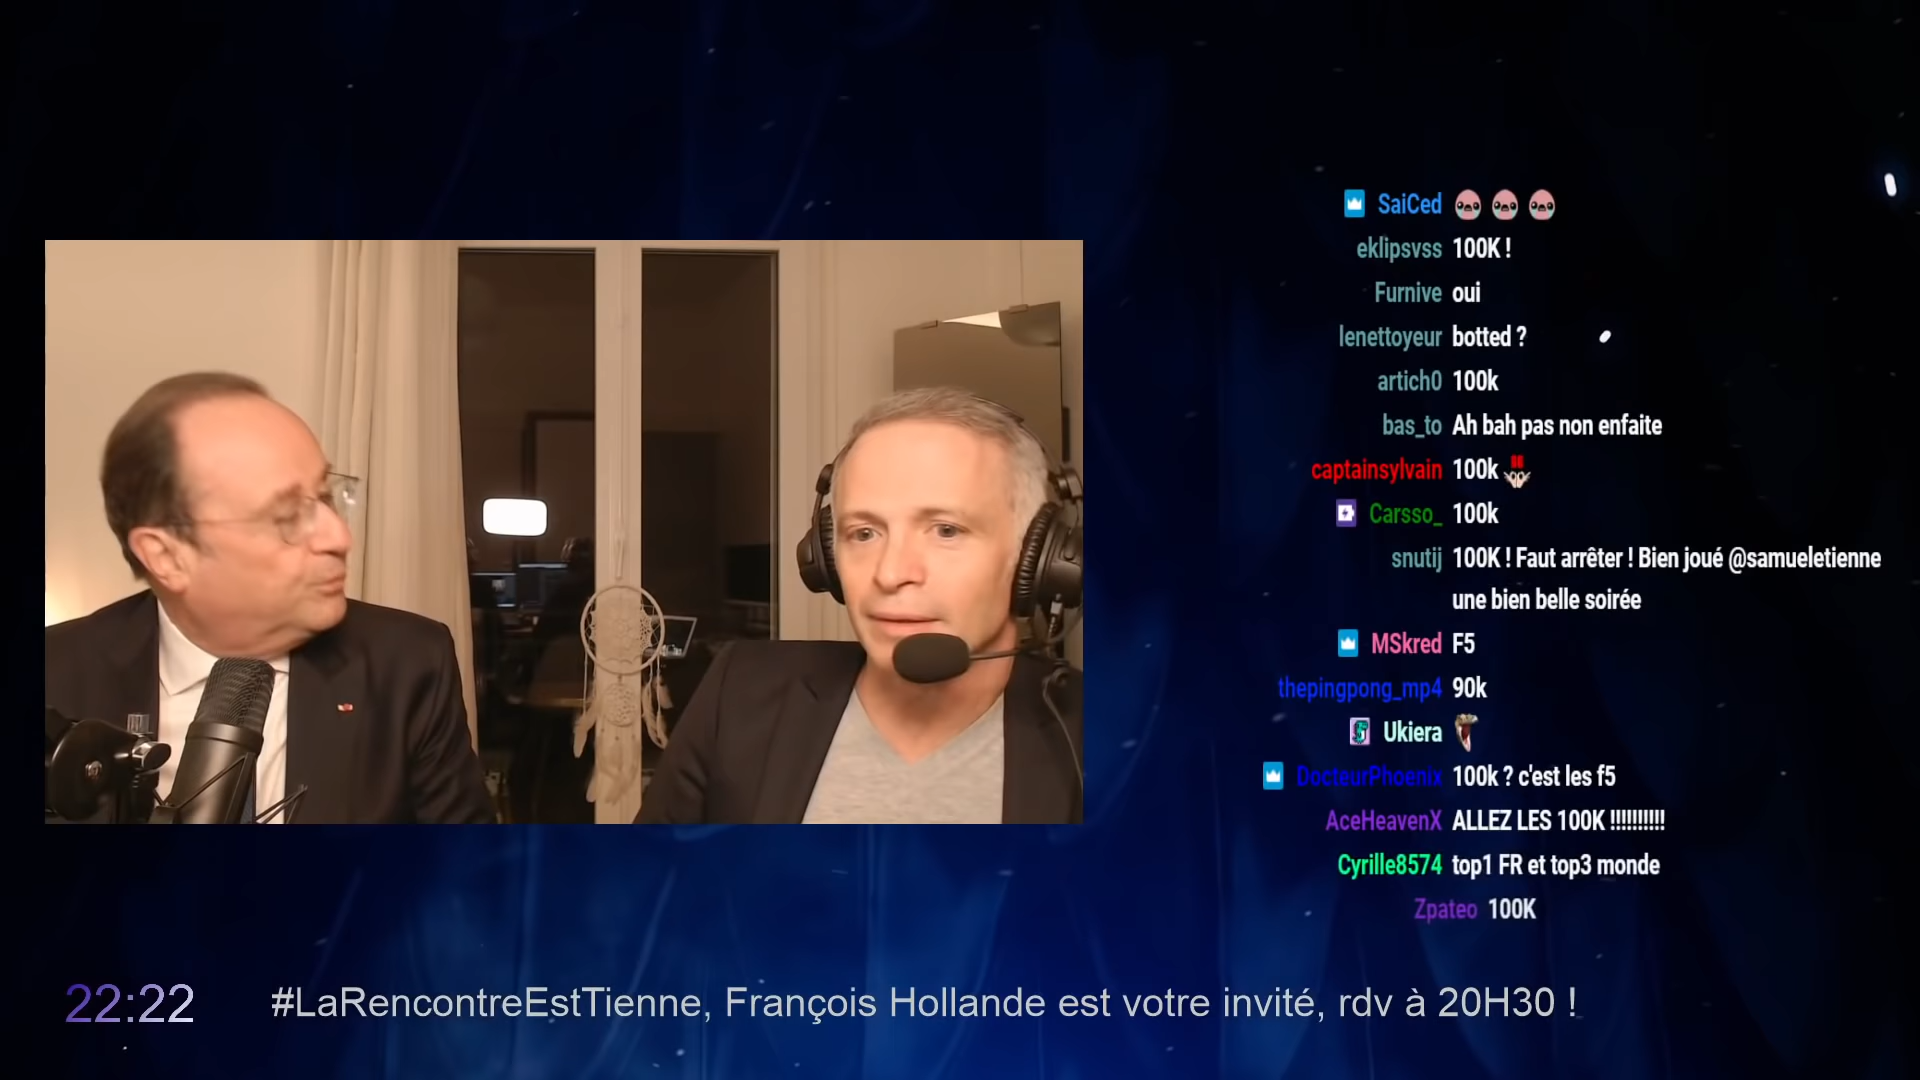 SaiCed
eklipsvss 100K !
Furnive oui
lenettoyeur botted ?
artich0 100k
bas_to Ah bah pas non enfaite
captainsylvain 100k
Carsso_ 100k
snutij 100K ! Faut arrêter ! Bien joué @samueletienne
une bien belle soirée
MSkred F5
thepingpong_mp4 90k
Ukiera
DocteurPhoenix 100k ? c'est les f5
AceHeavenX ALLEZ LES 100K !!!!!!!!!!
Cyrille8574 top1 FR et top3 monde
Zpateo 100K
22:22 #LaRencontreEstTienne, François Hollande est votre invité, rdv à 20H30 !